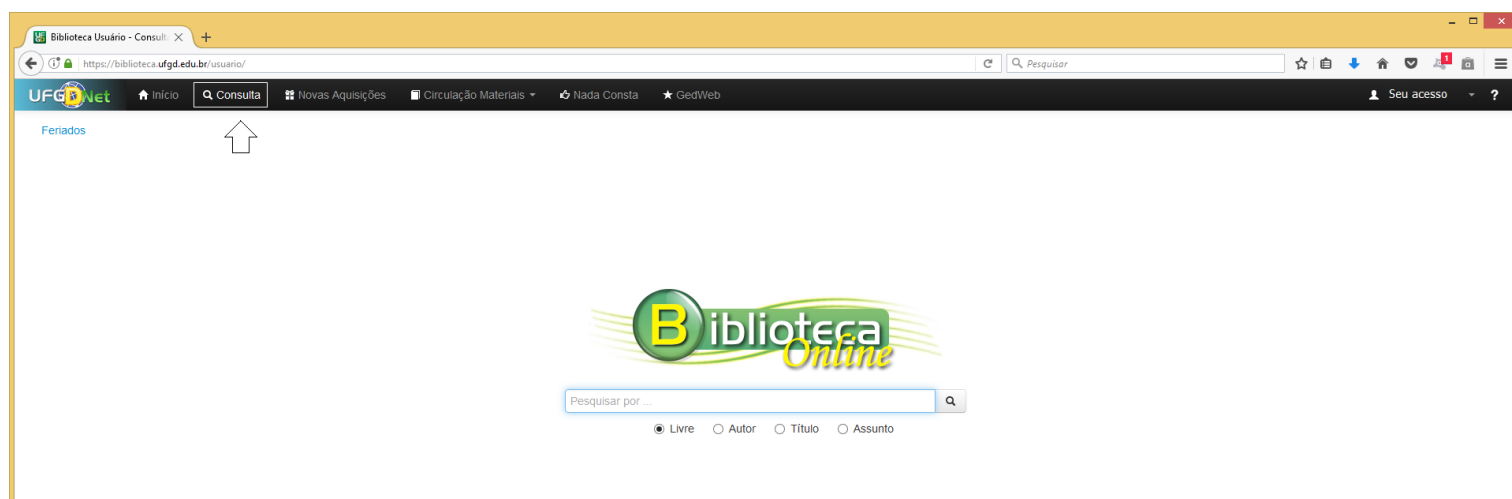 Biblioteca Usuário - Consult
https://biblioteca.ufgd.edu.br/usuario/ Pesquisar 1
UFGDNet Início Consulta Novas Aquisições Circulação Materiais Nada Consta GedWeb Seu acesso ?
Feriados
Biblioteca
Online
Pesquisar por ...
Livre Autor Título Assunto